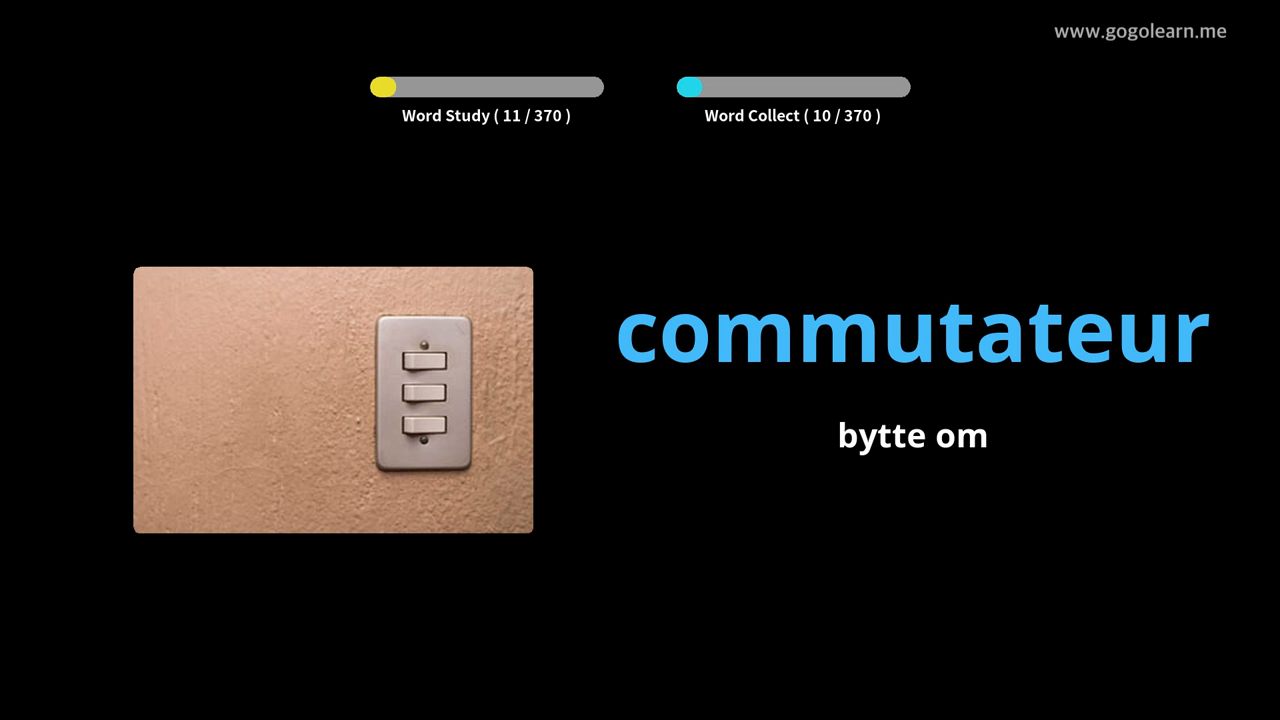 www.gogolearn.me
Word Study ( 11 / 370 )
Word Collect ( 10 / 370 )
commutateur
bytte om